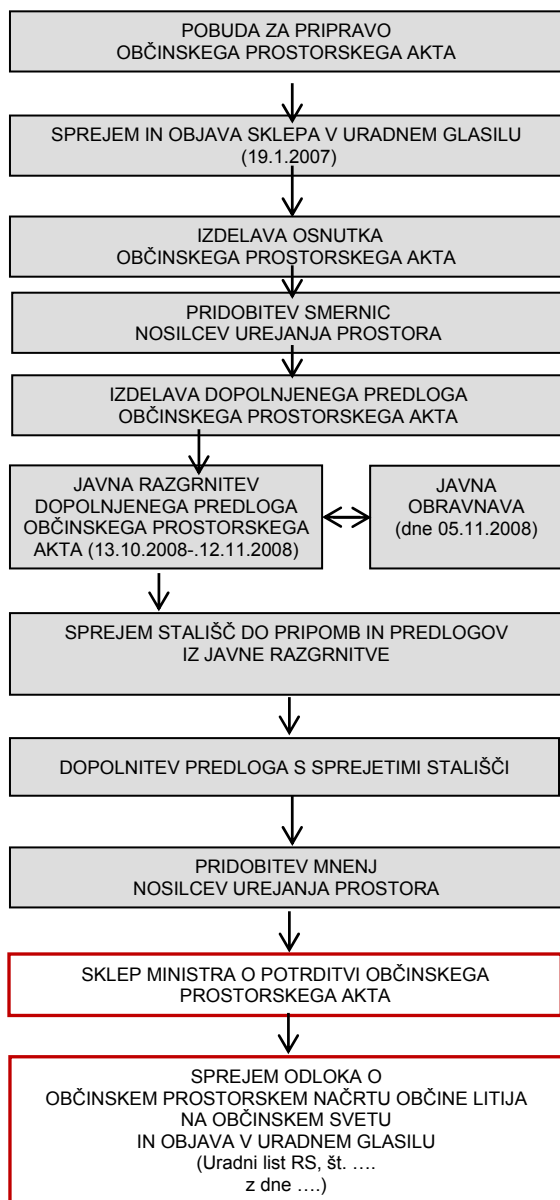 POBUDA ZA PRIPRAVO
OBČINSKEGA PROSTORSKEGA AKTA
SPREJEM IN OBJAVA SKLEPA V URADNEM GLASILU
(19.1.2007)
IZDELAVA OSNUTKA
OBČINSKEGA PROSTORSKEGA AKTA
PRIDOBITEV SMERNIC
NOSILCEV UREJANJA PROSTORA
IZDELAVA DOPOLNJENEGA PREDLOGA
OBČINSKEGA PROSTORSKEGA AKTA
JAVNA RAZGRNITEV
DOPOLNJENEGA PREDLOGA
OBČINSKEGA PROSTORSKEGA
AKTA (13.10.2008-.12.11.2008)
JAVNA
OBRAVNAVA
(dne 05.11.2008)
SPREJEM STALIŠČ DO PRIPOMB IN PREDLOGOV
IZ JAVNE RAZGRNITVE
DOPOLNITEV PREDLOGA S SPREJETIMI STALIŠČI
PRIDOBITEV MNENJ
NOSILCEV UREJANJA PROSTORA
SKLEP MINISTRA O POTRDITVI OBČINSKEGA
PROSTORSKEGA AKTA
SPREJEM ODLOKA O
OBČINSKEM PROSTORSKEM NAČRTU OBČINE LITIJA
NA OBČINSKEM SVETU
IN OBJAVA V URADNEM GLASILU
(Uradni list RS, št. ....
z dne ....)